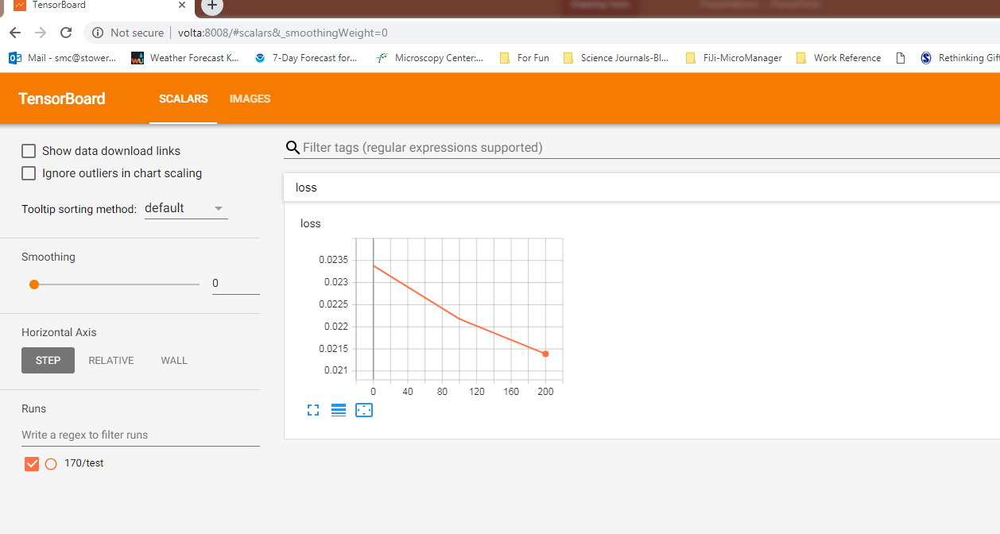 TensorBoard
Drawing Tools
Not secure | volta:8008/#scalars&_smoothingWeight=0
Mail - smc@stower... Weather Forecast K... 7-Day Forecast for... Microscopy Center:... For Fun Science Journals-Bl... FiJi-MicroManager Work Reference Rethinking Gift
TensorBoard SCALARS IMAGES
Show data download links
Ignore outliers in chart scaling
Tooltip sorting method: default
Smoothing
0
Horizontal Axis
STEP RELATIVE WALL
Runs
Write a regex to filter runs
170/test
Filter tags (regular expressions supported)
loss
loss
0.0235
0.023
0.0225
0.022
0.0215
0.021
0 40 80 120 160 200